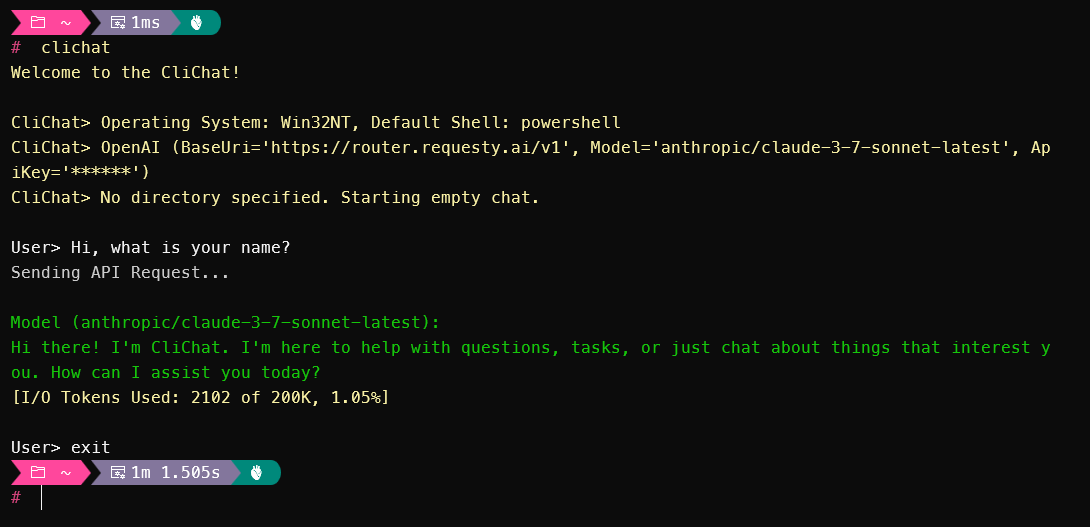 ~ 1ms
# clichat
Welcome to the CliChat!
CliChat> Operating System: Win32NT, Default Shell: powershell
CliChat> OpenAI (BaseUri='https://router.requesty.ai/v1', Model='anthropic/claude-3-7-sonnet-latest', Ap
iKey='******')
CliChat> No directory specified. Starting empty chat.
User> Hi, what is your name?
Sending API Request...
Model (anthropic/claude-3-7-sonnet-latest):
Hi there! I'm CliChat. I'm here to help with questions, tasks, or just chat about things that interest y
ou. How can I assist you today?
[I/O Tokens Used: 2102 of 200K, 1.05%]
User> exit
~ 1m 1.505s
#